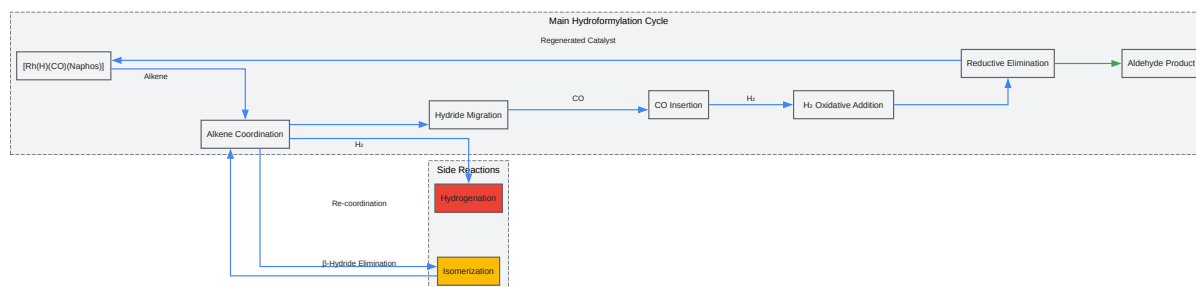 Main Hydroformylation Cycle
Regenerated Catalyst
[Rh(H)(CO)(Naphos)]
Reductive Elimination
Aldehyde Product
Alkene
CO
H₂
CO Insertion
H₂ Oxidative Addition
Hydride Migration
Alkene Coordination
H₂
Side Reactions
Hydrogenation
Re-coordination
β-Hydride Elimination
Isomerization